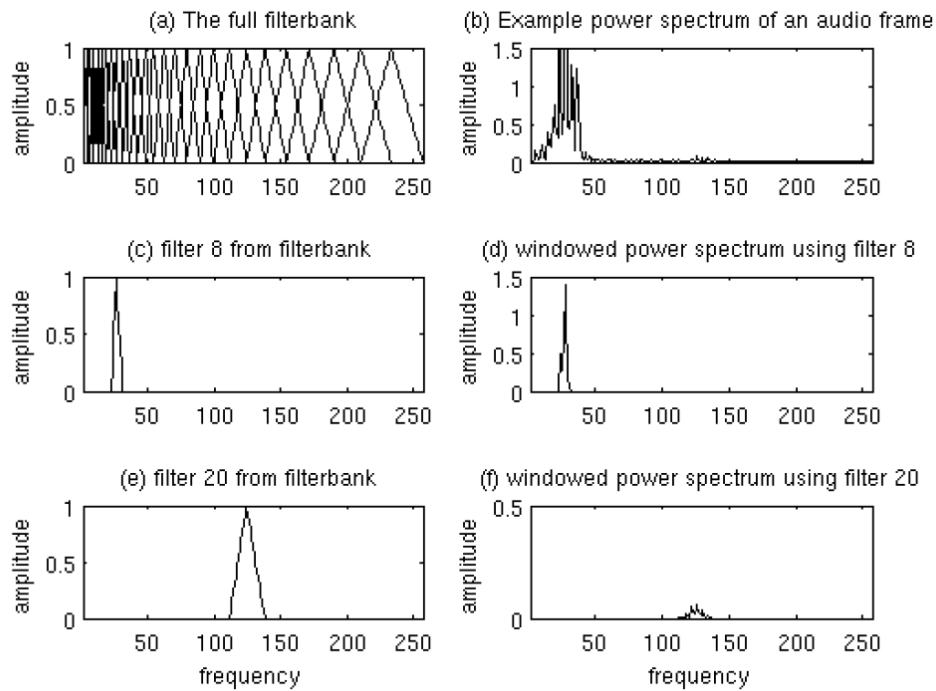 (a) The full filterbank
1
0.5
0
amplitude
50 100 150 200 250
(b) Example power spectrum of an audio frame
1.5
1
0.5
0
amplitude
50 100 150 200 250
(c) filter 8 from filterbank
1
0.5
0
amplitude
50 100 150 200 250
(d) windowed power spectrum using filter 8
1.5
1
0.5
0
amplitude
50 100 150 200 250
(e) filter 20 from filterbank
1
0.5
0
amplitude
50 100 150 200 250
frequency
(f) windowed power spectrum using filter 20
0.5
0
amplitude
50 100 150 200 250
frequency